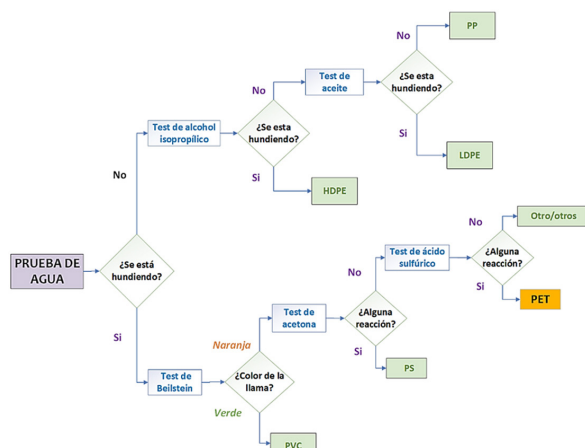 No
PP
Test de
aceite
¿Se esta
hundiendo?
No
Test de alcohol
isopropílico
¿Se esta
hundiendo?
Si
LDPE
Si
HDPE
No
PRUEBA DE
AGUA
¿Se está
hundiendo?
No
Otro/otros
Test de ácido
sulfúrico
¿Alguna
reacción?
No
Si
PET
Si
Naranja
Test de
acetona
¿Alguna
reacción?
Si
PS
Test de
Beilstein
¿Color de la
llama?
Verde
PVC